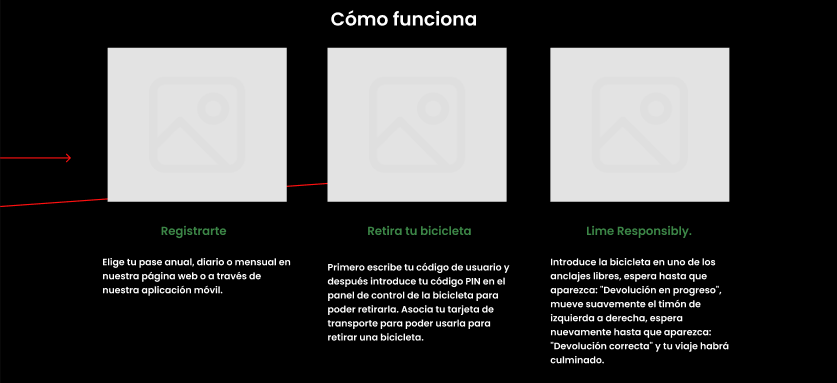 Cómo funciona
Registrarte
Elige tu pase anual, diario o mensual en
nuestra página web o a través de
nuestra aplicación móvil.
Retira tu bicicleta
Primero escribe tu código de usuario y
después introduce tu código PIN en el
panel de control de la bicicleta para
poder retirarla. Asocia tu tarjeta de
transporte para poder usarla para
retirar una bicicleta.
Lime Responsibly.
Introduce la bicicleta en uno de los
anclajes libres, espera hasta que
aparezca: "Devolución en progreso",
mueve suavemente el timón de
izquierda a derecha, espera
nuevamente hasta que aparezca:
"Devolución correcta" y tu viaje habrá
culminado.